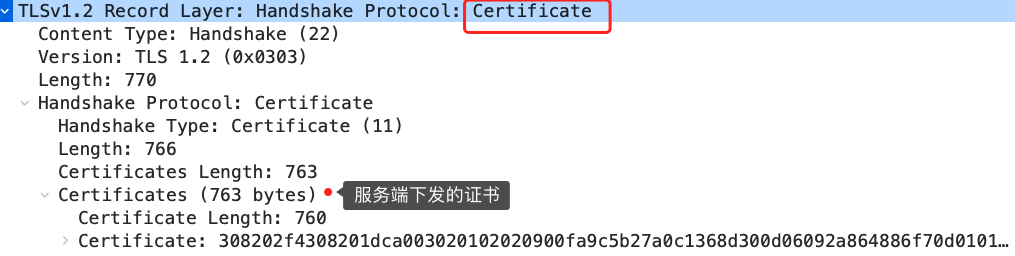 TLSv1.2 Record Layer: Handshake Protocol: Certificate
Content Type: Handshake (22)
Version: TLS 1.2 (0x0303)
Length: 770
Handshake Protocol: Certificate
Handshake Type: Certificate (11)
Length: 766
Certificates Length: 763
Certificates (763 bytes) 服务端下发的证书
Certificate Length: 760
Certificate: 308202f4308201dca003020102020900fa9c5b27a0c1368d300d06092a864886f70d0101…